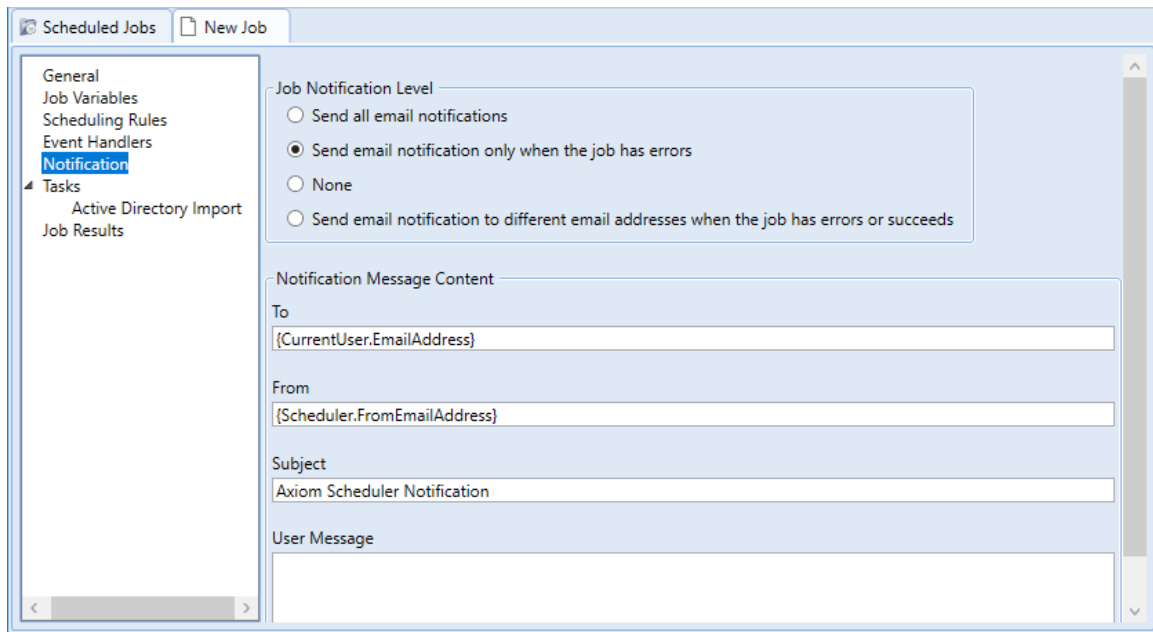 Scheduled Jobs
New Job
General
Job Variables
Scheduling Rules
Event Handlers
Notification
Tasks
Active Directory Import
Job Results
Job Notification Level
Send all email notifications
Send email notification only when the job has errors
None
Send email notification to different email addresses when the job has errors or succeeds
Notification Message Content
To
{CurrentUser.EmailAddress}
From
{Scheduler.FromEmailAddress}
Subject
Axiom Scheduler Notification
User Message